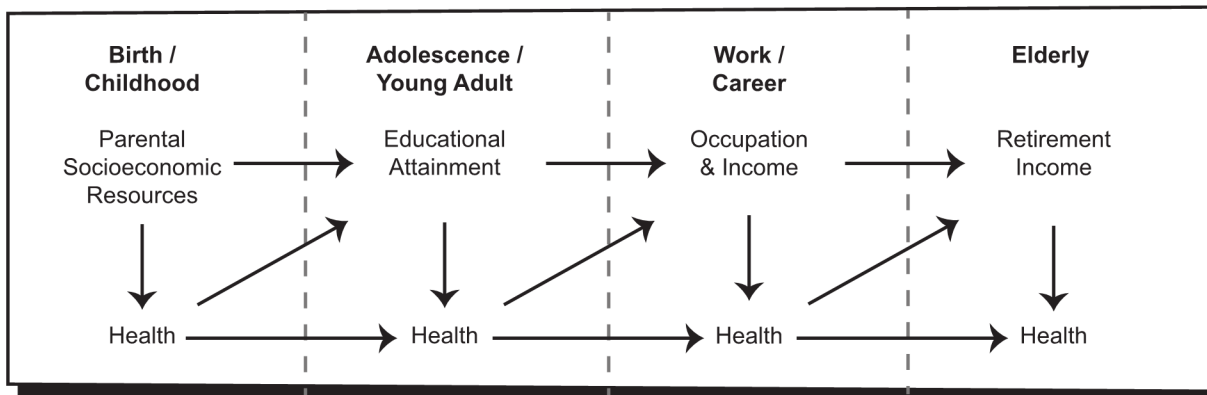 Birth /
Childhood
Parental
Socioeconomic
Resources
Health
Adolescence /
Young Adult
Educational
Attainment
Health
Work /
Career
Occupation
& Income
Health
Elderly
Retirement
Income
Health